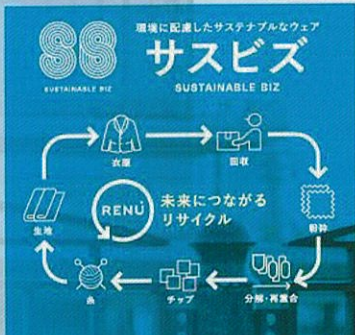 環境に配慮したサステナブルなウェア
SS
サスビズ
SUSTAINABLE BIZ
SUSTAINABLE BIZ
衣服
回収
生地
RENU
未来につながる
リサイクル
粉砕
糸
チップ
分解・再重合